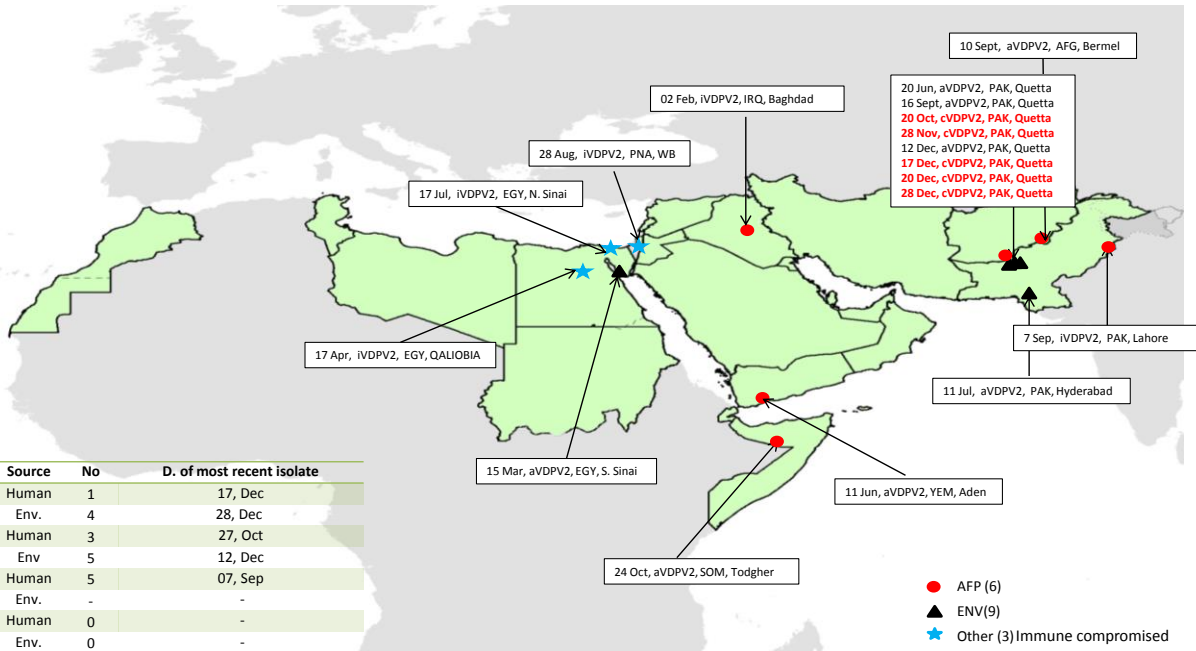 10 Sept, aVDPV2, AFG, Bermel
20 Jun, aVDPV2, PAK, Quetta
16 Sept, aVDPV2, PAK, Quetta
20 Oct, cVDPV2, PAK, Quetta
28 Nov, cVDPV2, PAK, Quetta
12 Dec, aVDPV2, PAK, Quetta
17 Dec, cVDPV2, PAK, Quetta
20 Dec, cVDPV2, PAK, Quetta
28 Dec, cVDPV2, PAK, Quetta
02 Feb, iVDPV2, IRQ, Baghdad
28 Aug, iVDPV2, PNA, WB
17 Jul, iVDPV2, EGY, N. Sinai
17 Apr, iVDPV2, EGY, QALIOBIA
7 Sep, iVDPV2, PAK, Lahore
11 Jul, aVDPV2, PAK, Hyderabad
15 Mar, aVDPV2, EGY, S. Sinai
11 Jun, aVDPV2, YEM, Aden
24 Oct, aVDPV2, SOM, Todgher
Source No D. of most recent isolate
Human 1 17, Dec
Env. 4 28, Dec
Human 3 27, Oct
Env 5 12, Dec
Human 5 07, Sep
Env. - -
Human 0 -
Env. 0 -
AFP (6)
ENV(9)
Other (3) Immune compromised